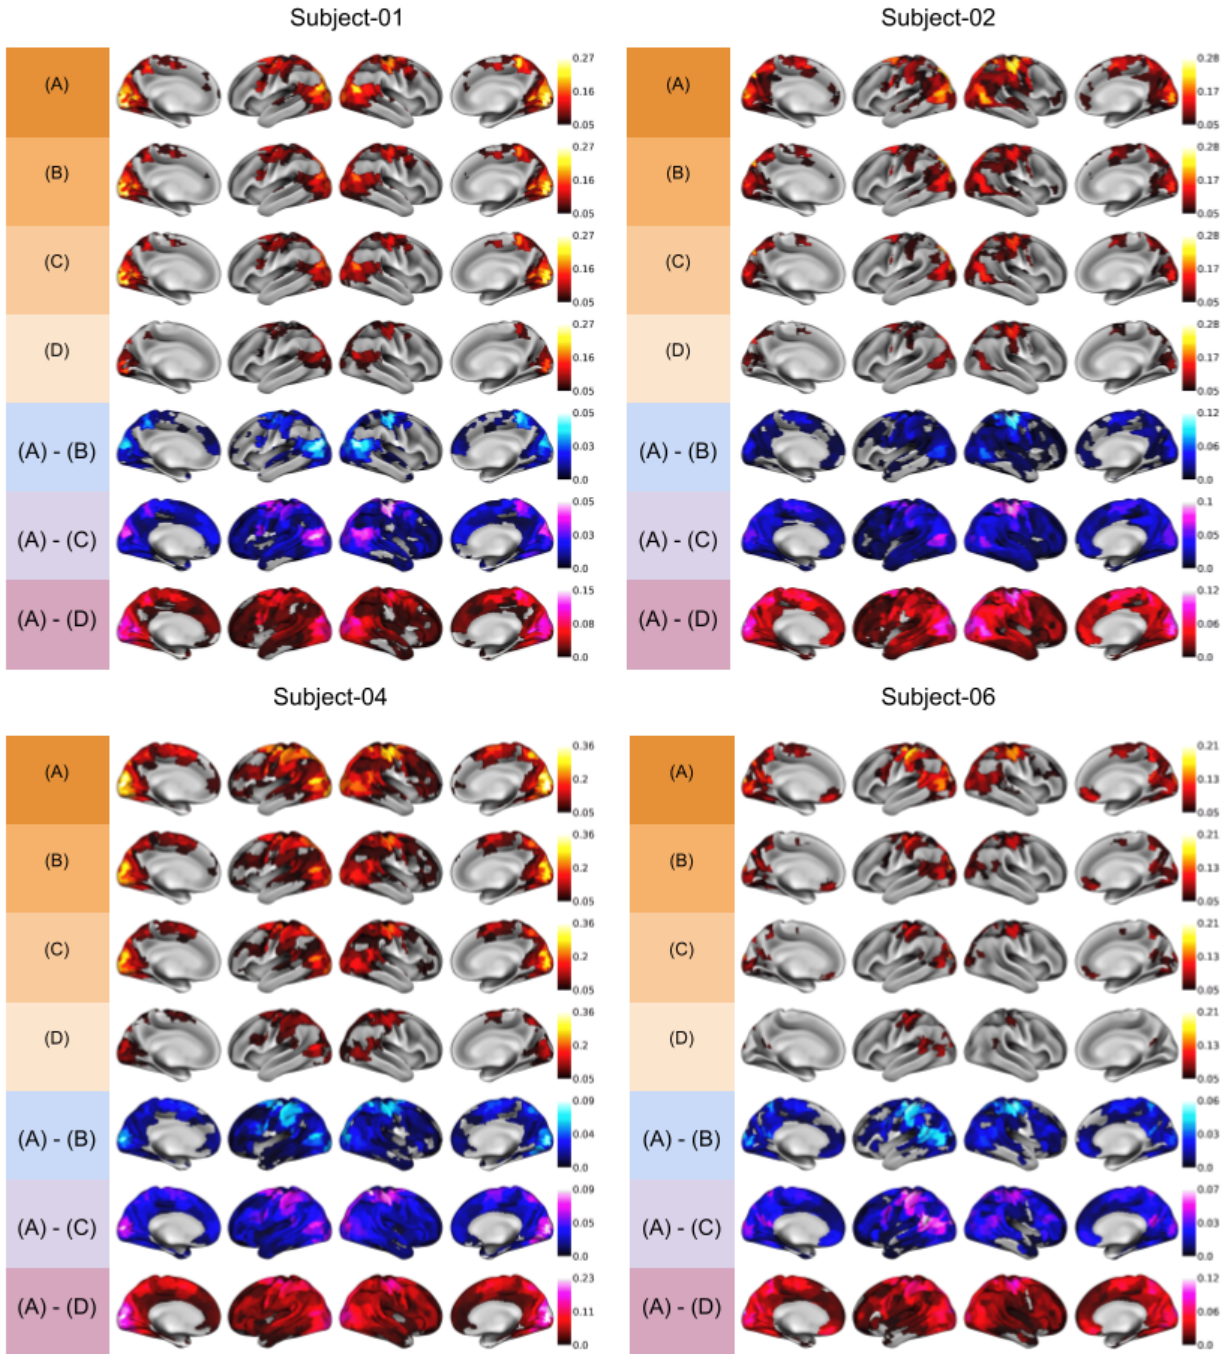 Subject-01
(A)
0.27
0.16
0.05
(B)
0.27
0.16
0.05
(C)
0.27
0.16
0.05
(D)
0.27
0.16
0.05
(A) - (B)
0.05
0.03
0.0
(A) - (C)
0.05
0.03
0.0
(A) - (D)
0.15
0.08
0.0
Subject-02
(A)
0.28
0.17
0.05
(B)
0.28
0.17
0.05
(C)
0.28
0.17
0.05
(D)
0.28
0.17
0.05
(A) - (B)
0.12
0.06
0.0
(A) - (C)
0.1
0.05
0.0
(A) - (D)
0.12
0.06
0.0
Subject-04
(A)
0.36
0.2
0.05
(B)
0.36
0.2
0.05
(C)
0.36
0.2
0.05
(D)
0.36
0.2
0.05
(A) - (B)
0.09
0.04
0.0
(A) - (C)
0.09
0.05
0.0
(A) - (D)
0.23
0.11
0.0
Subject-06
(A)
0.21
0.13
0.05
(B)
0.21
0.13
0.05
(C)
0.21
0.13
0.05
(D)
0.21
0.13
0.05
(A) - (B)
0.06
0.03
0.0
(A) - (C)
0.07
0.03
0.0
(A) - (D)
0.12
0.06
0.0